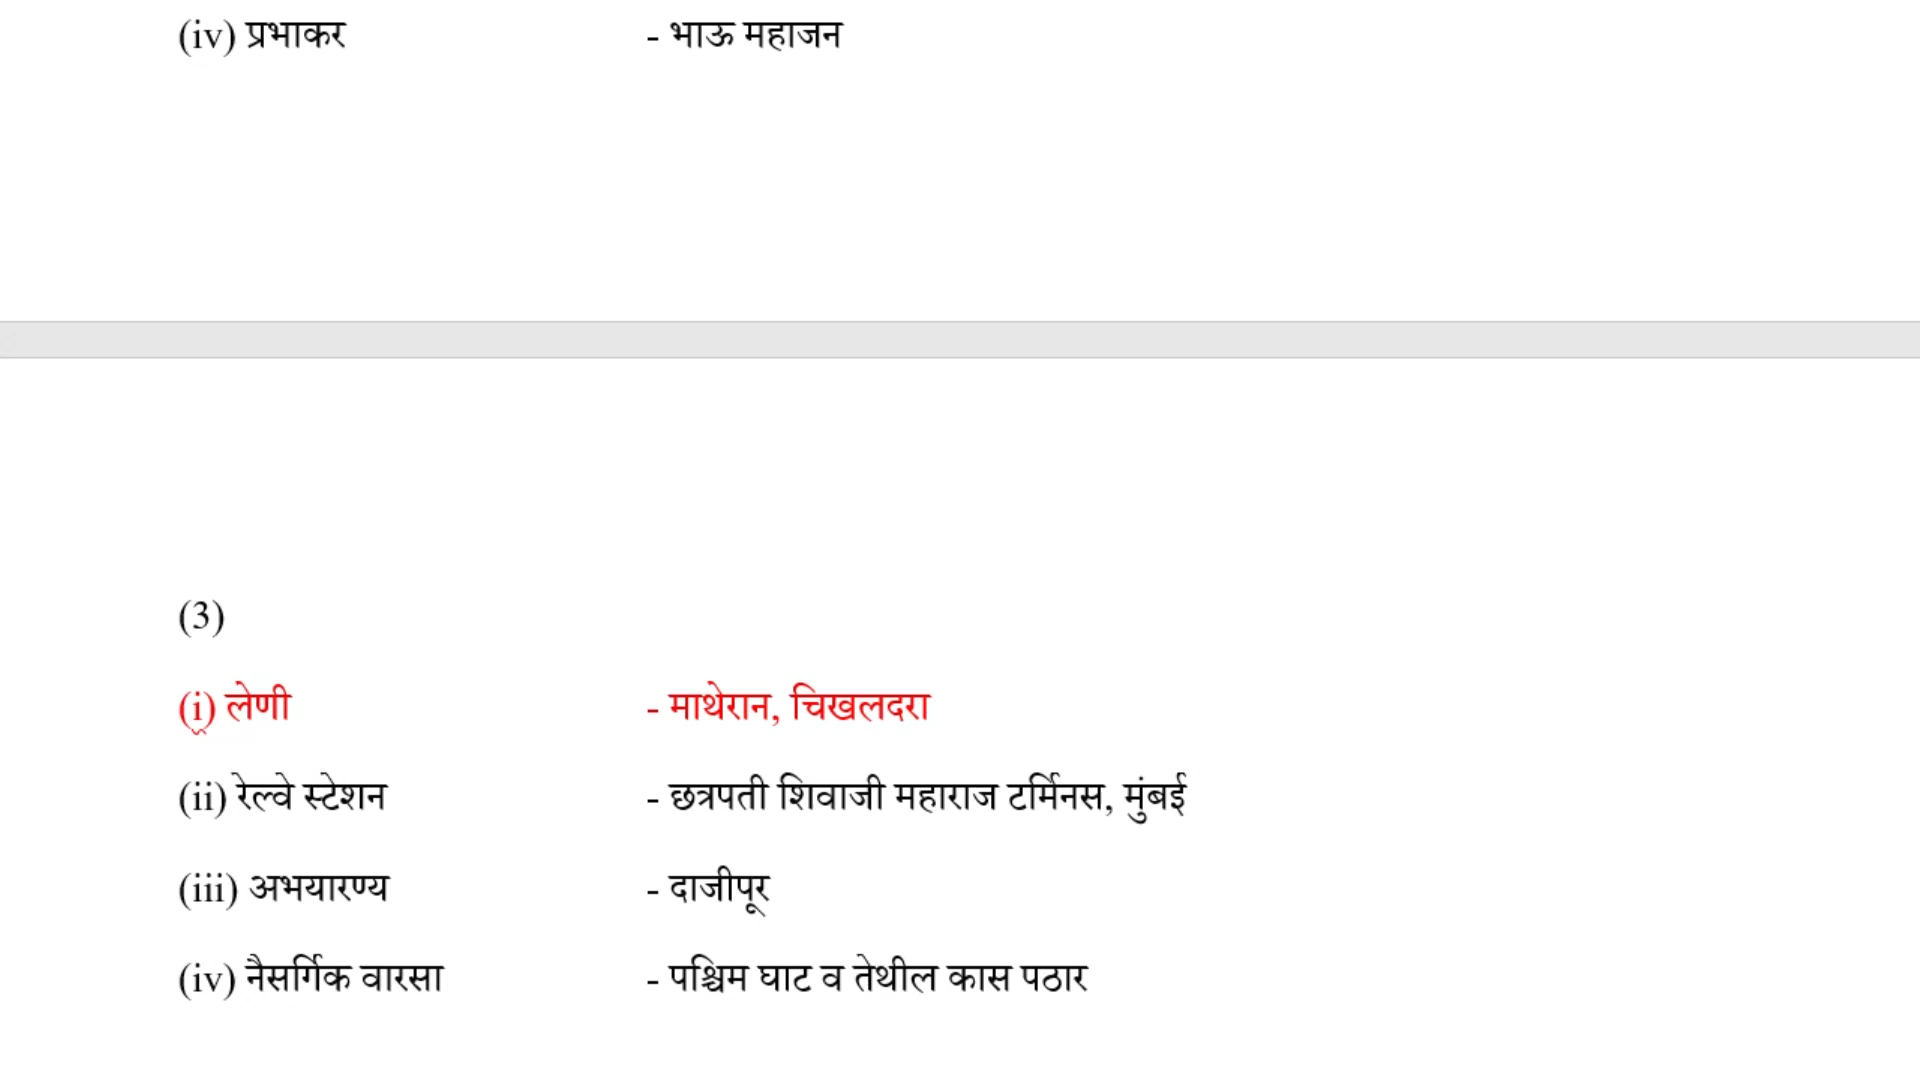 (iv) प्रभाकर - भाऊ महाजन
(3)
(i) लेणी - माथेरान, चिखलदरा
(ii) रेल्वे स्टेशन - छत्रपती शिवाजी महाराज टर्मिनस, मुंबई
(iii) अभयारण्य - दाजीपूर
(iv) नैसर्गिक वारसा - पश्चिम घाट व तेथील कास पठार